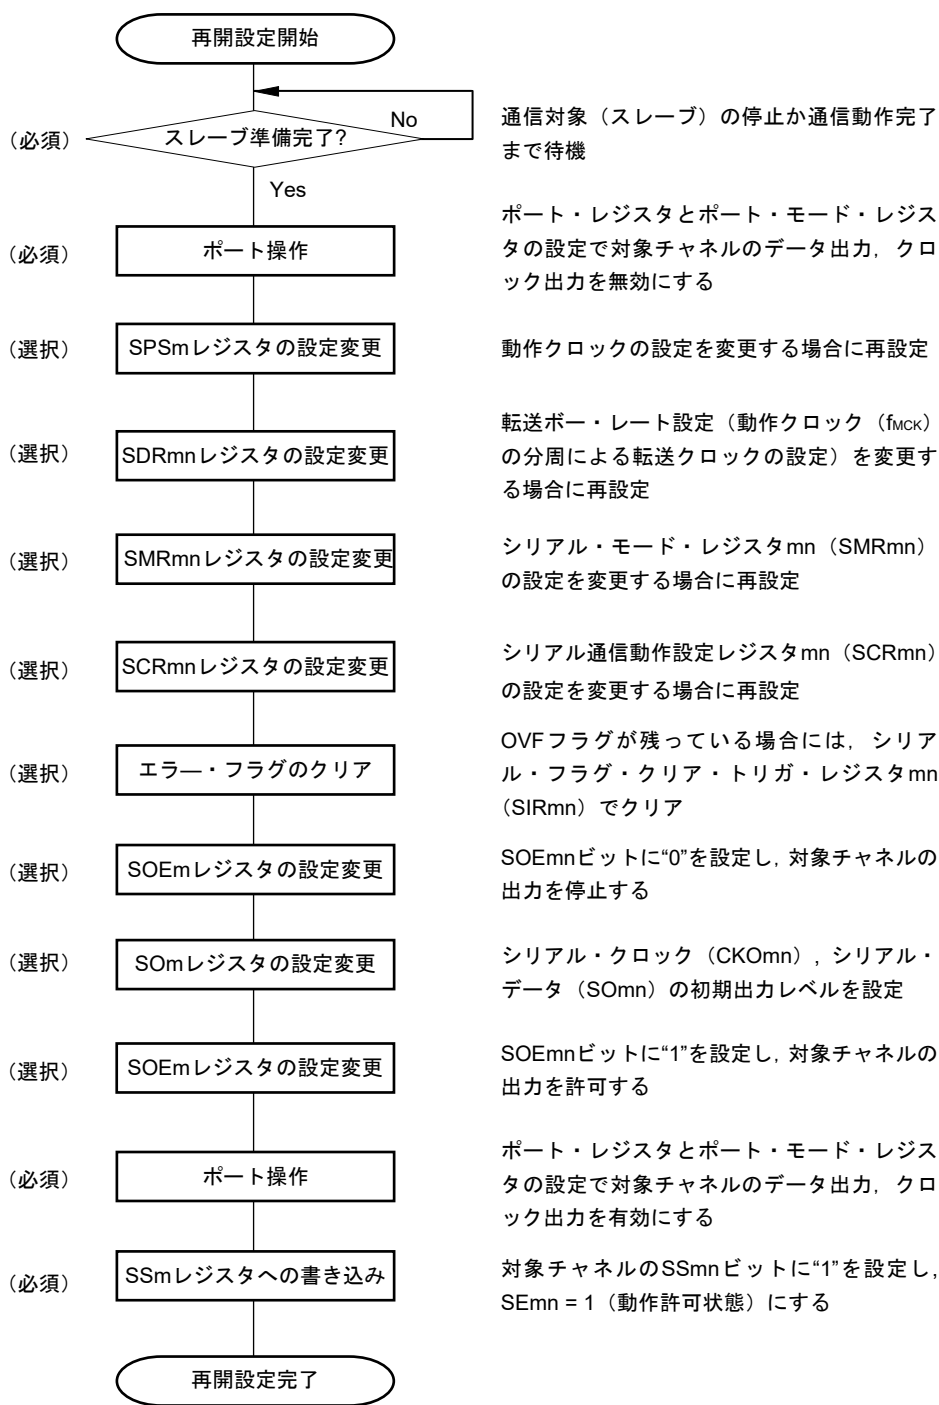 再開設定開始
(必須)
スレーブ準備完了?
No
通信対象(スレーブ)の停止か通信動作完了
まで待機
Yes
(必須)
ポート操作
ポート・レジスタとポート・モード・レジス
タの設定で対象チャネルのデータ出力,クロ
ック出力を無効にする
(選択)
SPSmレジスタの設定変更
動作クロックの設定を変更する場合に再設定
(選択)
SDRmnレジスタの設定変更
転送ボー・レート設定(動作クロック(fMCK)
の分周による転送クロックの設定)を変更す
る場合に再設定
(選択)
SMRmnレジスタの設定変更
シリアル・モード・レジスタmn(SMRmn)
の設定を変更する場合に再設定
(選択)
SCRmnレジスタの設定変更
シリアル通信動作設定レジスタmn(SCRmn)
の設定を変更する場合に再設定
(選択)
エラ―・フラグのクリア
OVFフラグが残っている場合には,シリア
ル・フラグ・クリア・トリガ・レジスタmn
(SIRmn)でクリア
(選択)
SOEmレジスタの設定変更
SOEmnビットに“0”を設定し,対象チャネルの
出力を停止する
(選択)
SOmレジスタの設定変更
シリアル・クロック(CKOmn),シリアル・
データ(SOmn)の初期出力レベルを設定
(選択)
SOEmレジスタの設定変更
SOEmnビットに“1”を設定し,対象チャネルの
出力を許可する
(必須)
ポート操作
ポート・レジスタとポート・モード・レジス
タの設定で対象チャネルのデータ出力,クロ
ック出力を有効にする
(必須)
SSmレジスタへの書き込み
対象チャネルのSSmnビットに“1”を設定し,
SEmn = 1(動作許可状態)にする
再開設定完了